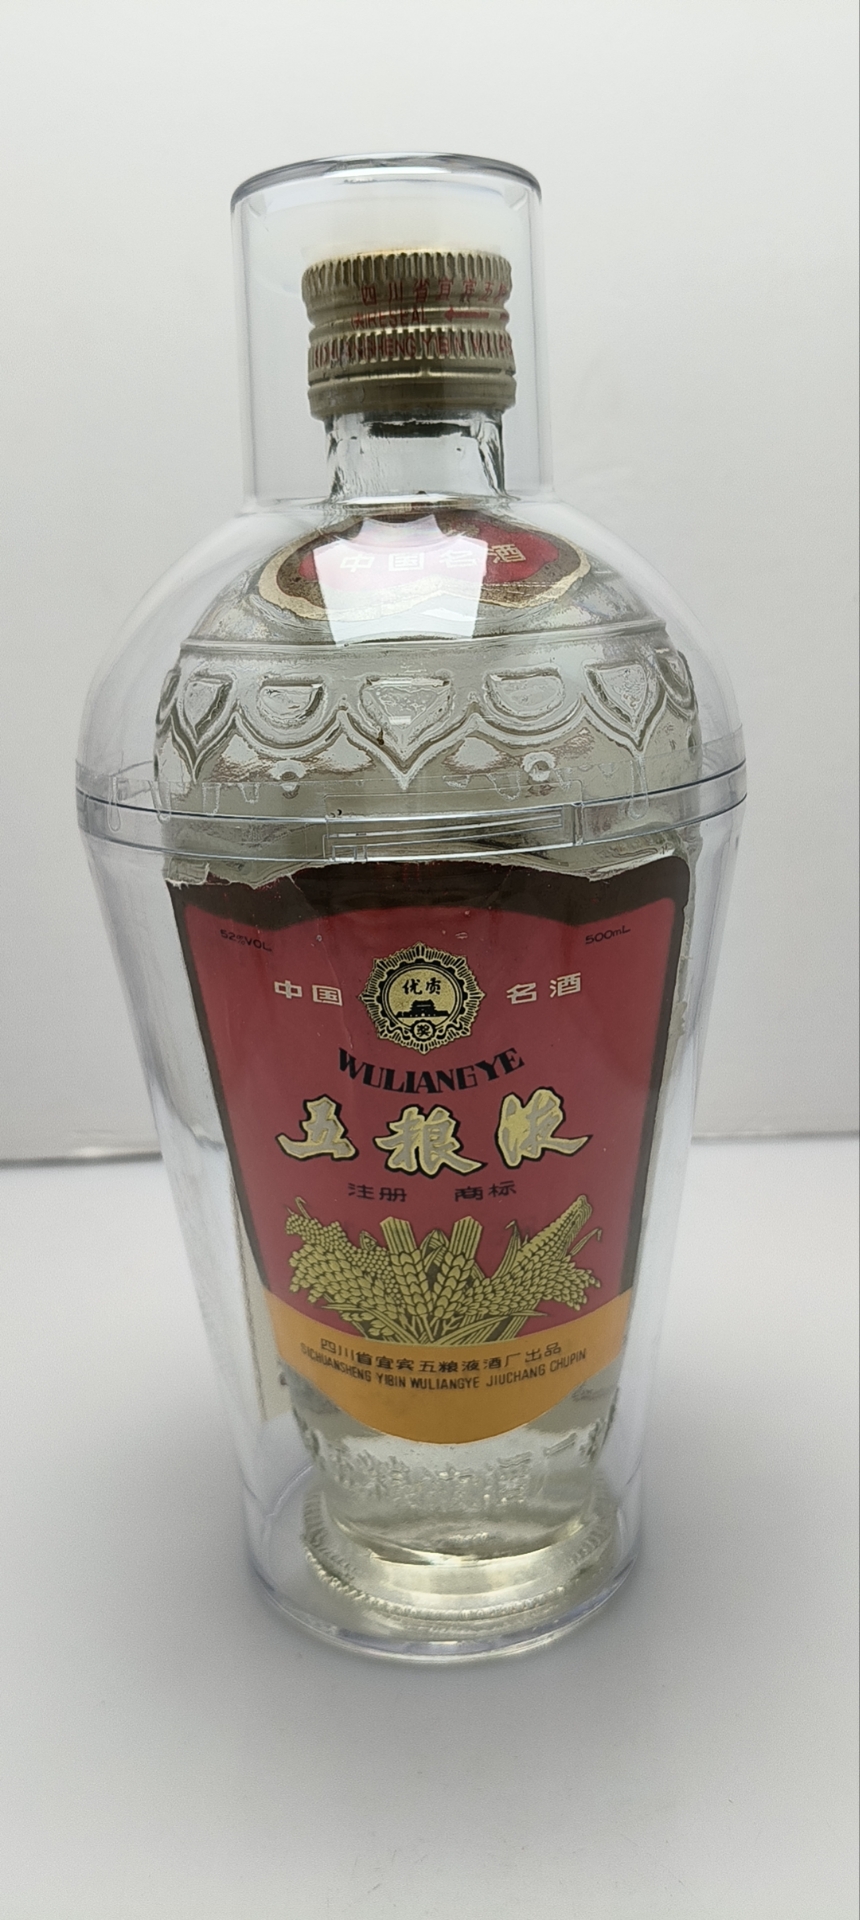 四川省宜宾五粮
中国名酒
52%VOL
500mL
中国
优质
奖
名酒
WULIANGYE
五粮液
注册 商标
四川省宜宾五粮液酒厂出品
SICHUANSHENG YIBIN WULIANGYE JIUCHANG CHUPIN